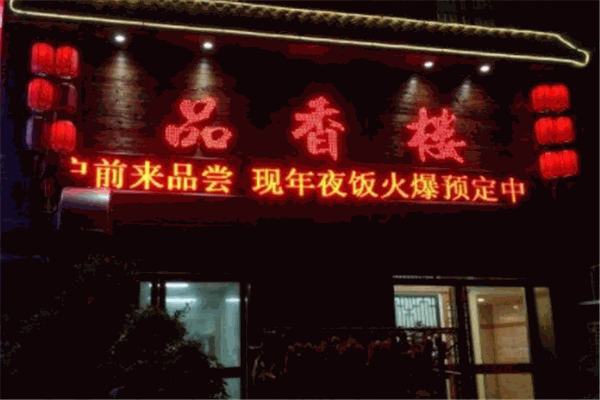 品香楼
前来品尝 现年夜饭火爆预定中